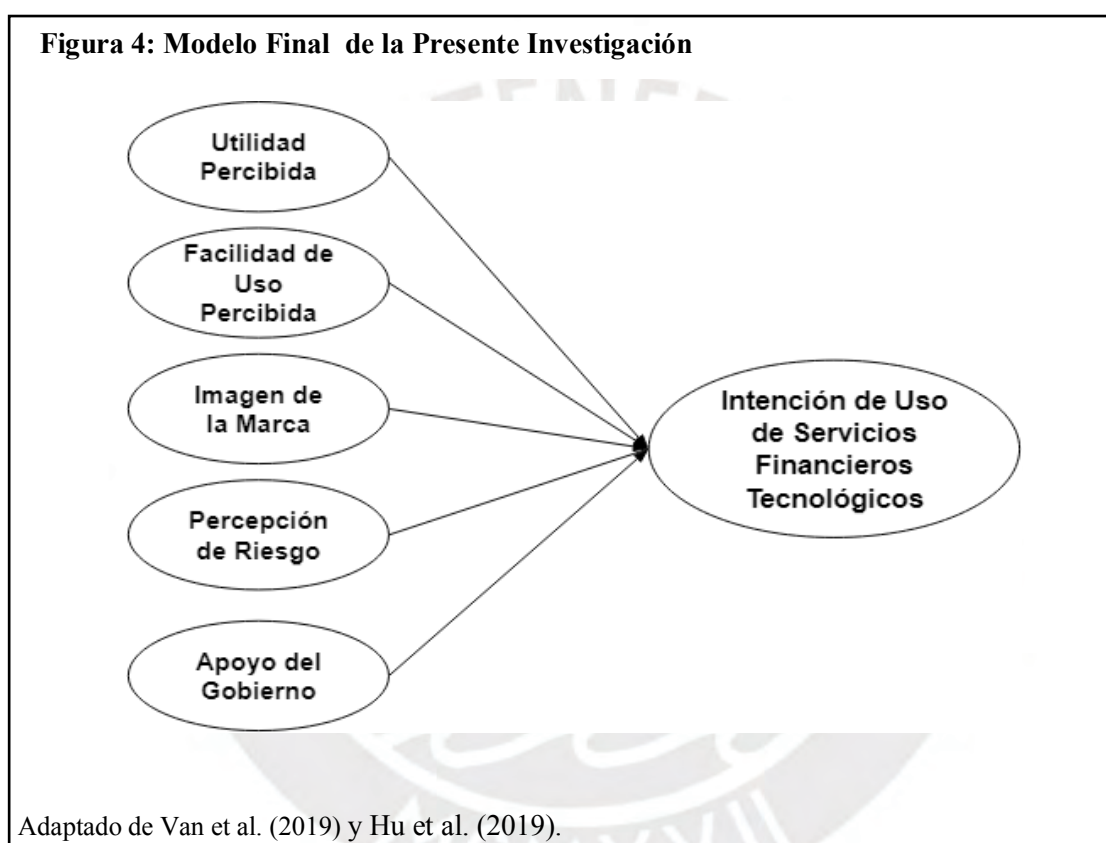 Figura 4: Modelo Final de la Presente Investigación
Utilidad
Percibida
Facilidad de
Uso
Percibida
Imagen de
la Marca
Percepción
de Riesgo
Apoyo del
Gobierno
Intención de Uso
de Servicios
Financieros
Tecnológicos
Adaptado de Van et al. (2019) y Hu et al. (2019).